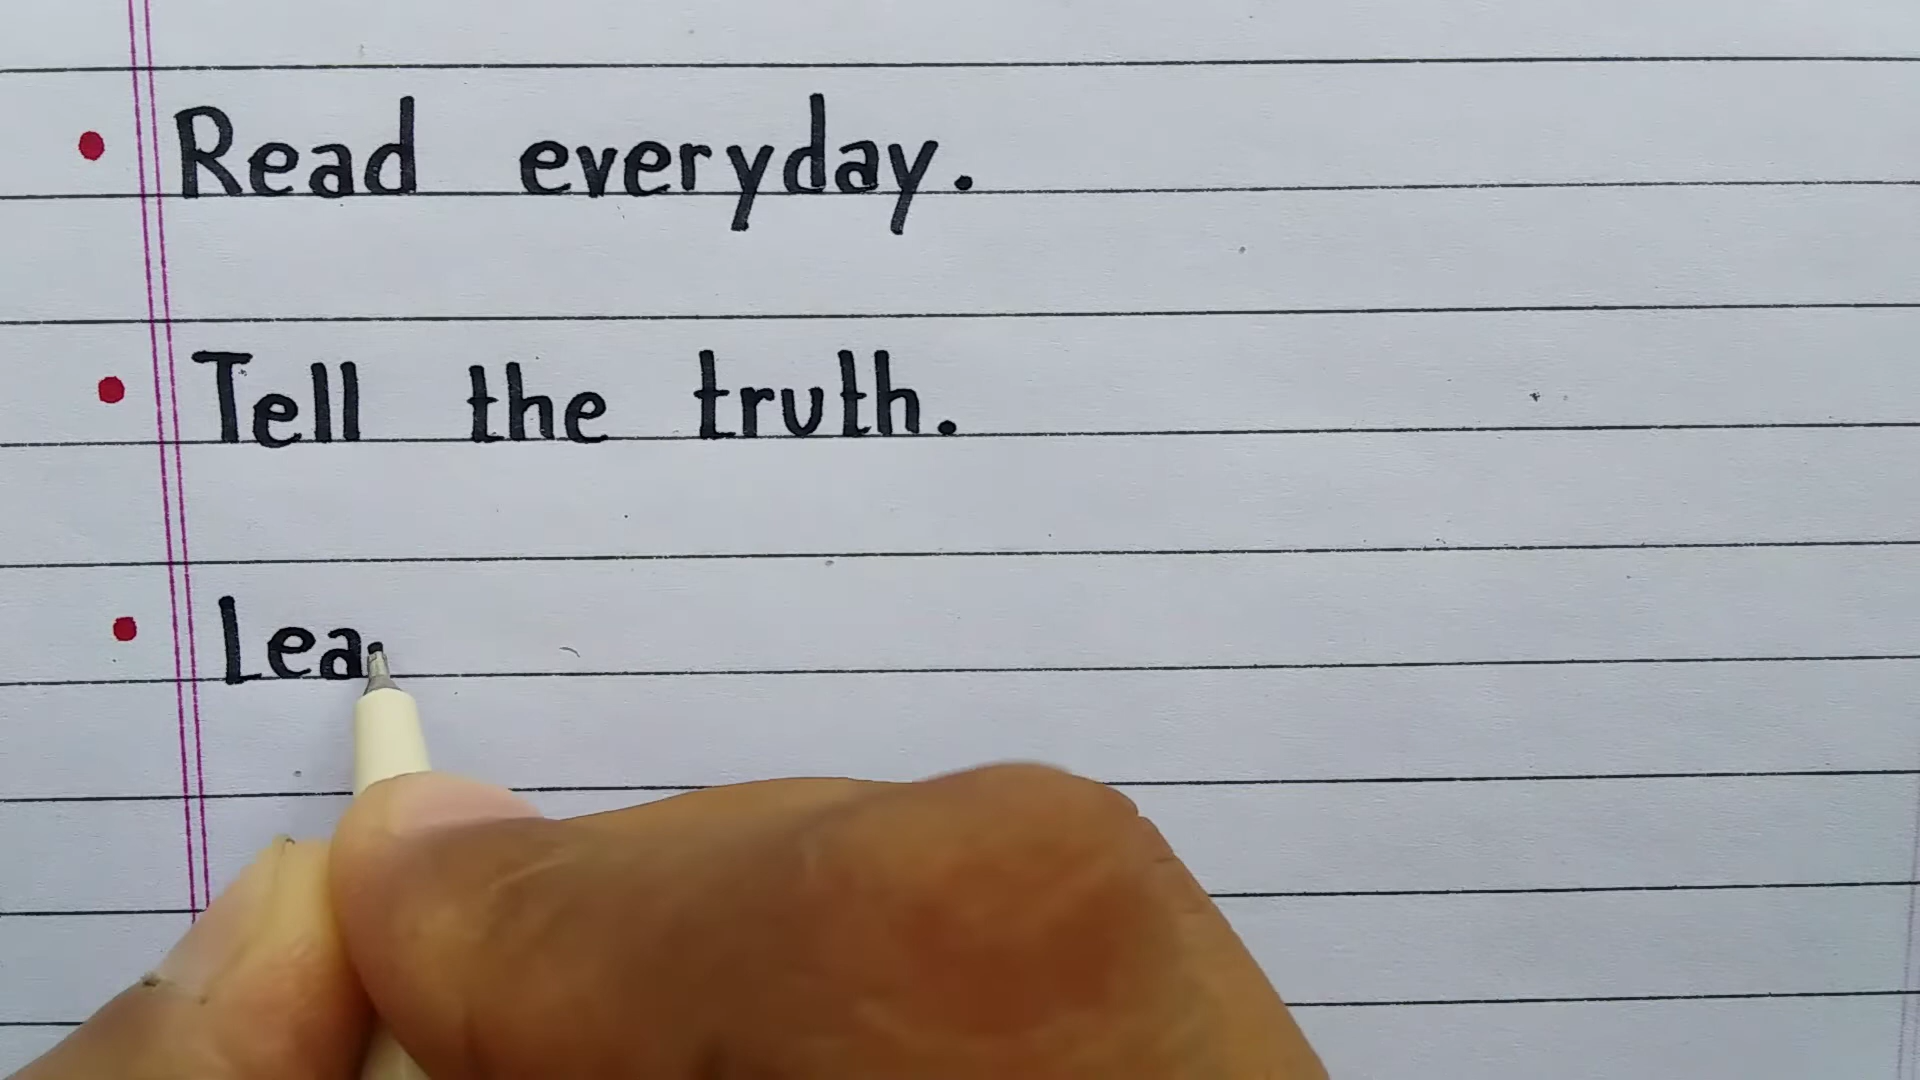 • Read everyday.
• Tell the truth.
• Lea